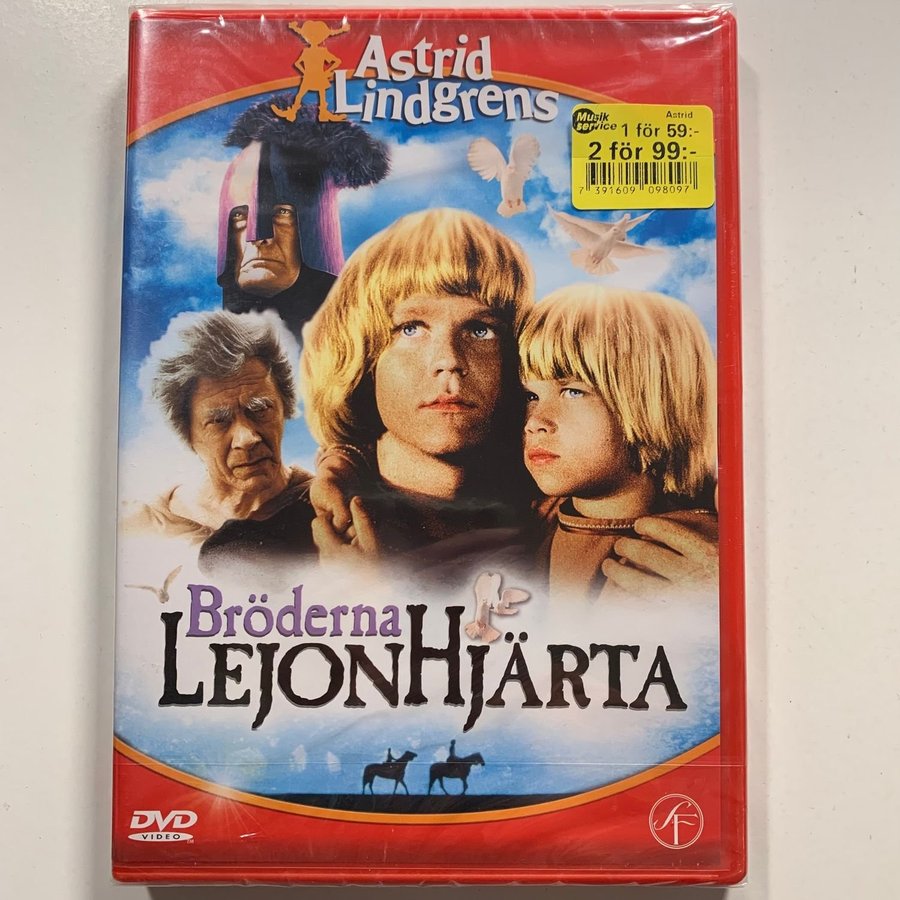 Astrid
Lindgrens
Musik
service
Astrid
1 för 59:-
2 för 99:-
7 391609 098097
Bröderna
LEJONHJÄRTA
DVD
VIDEO
TM
SF